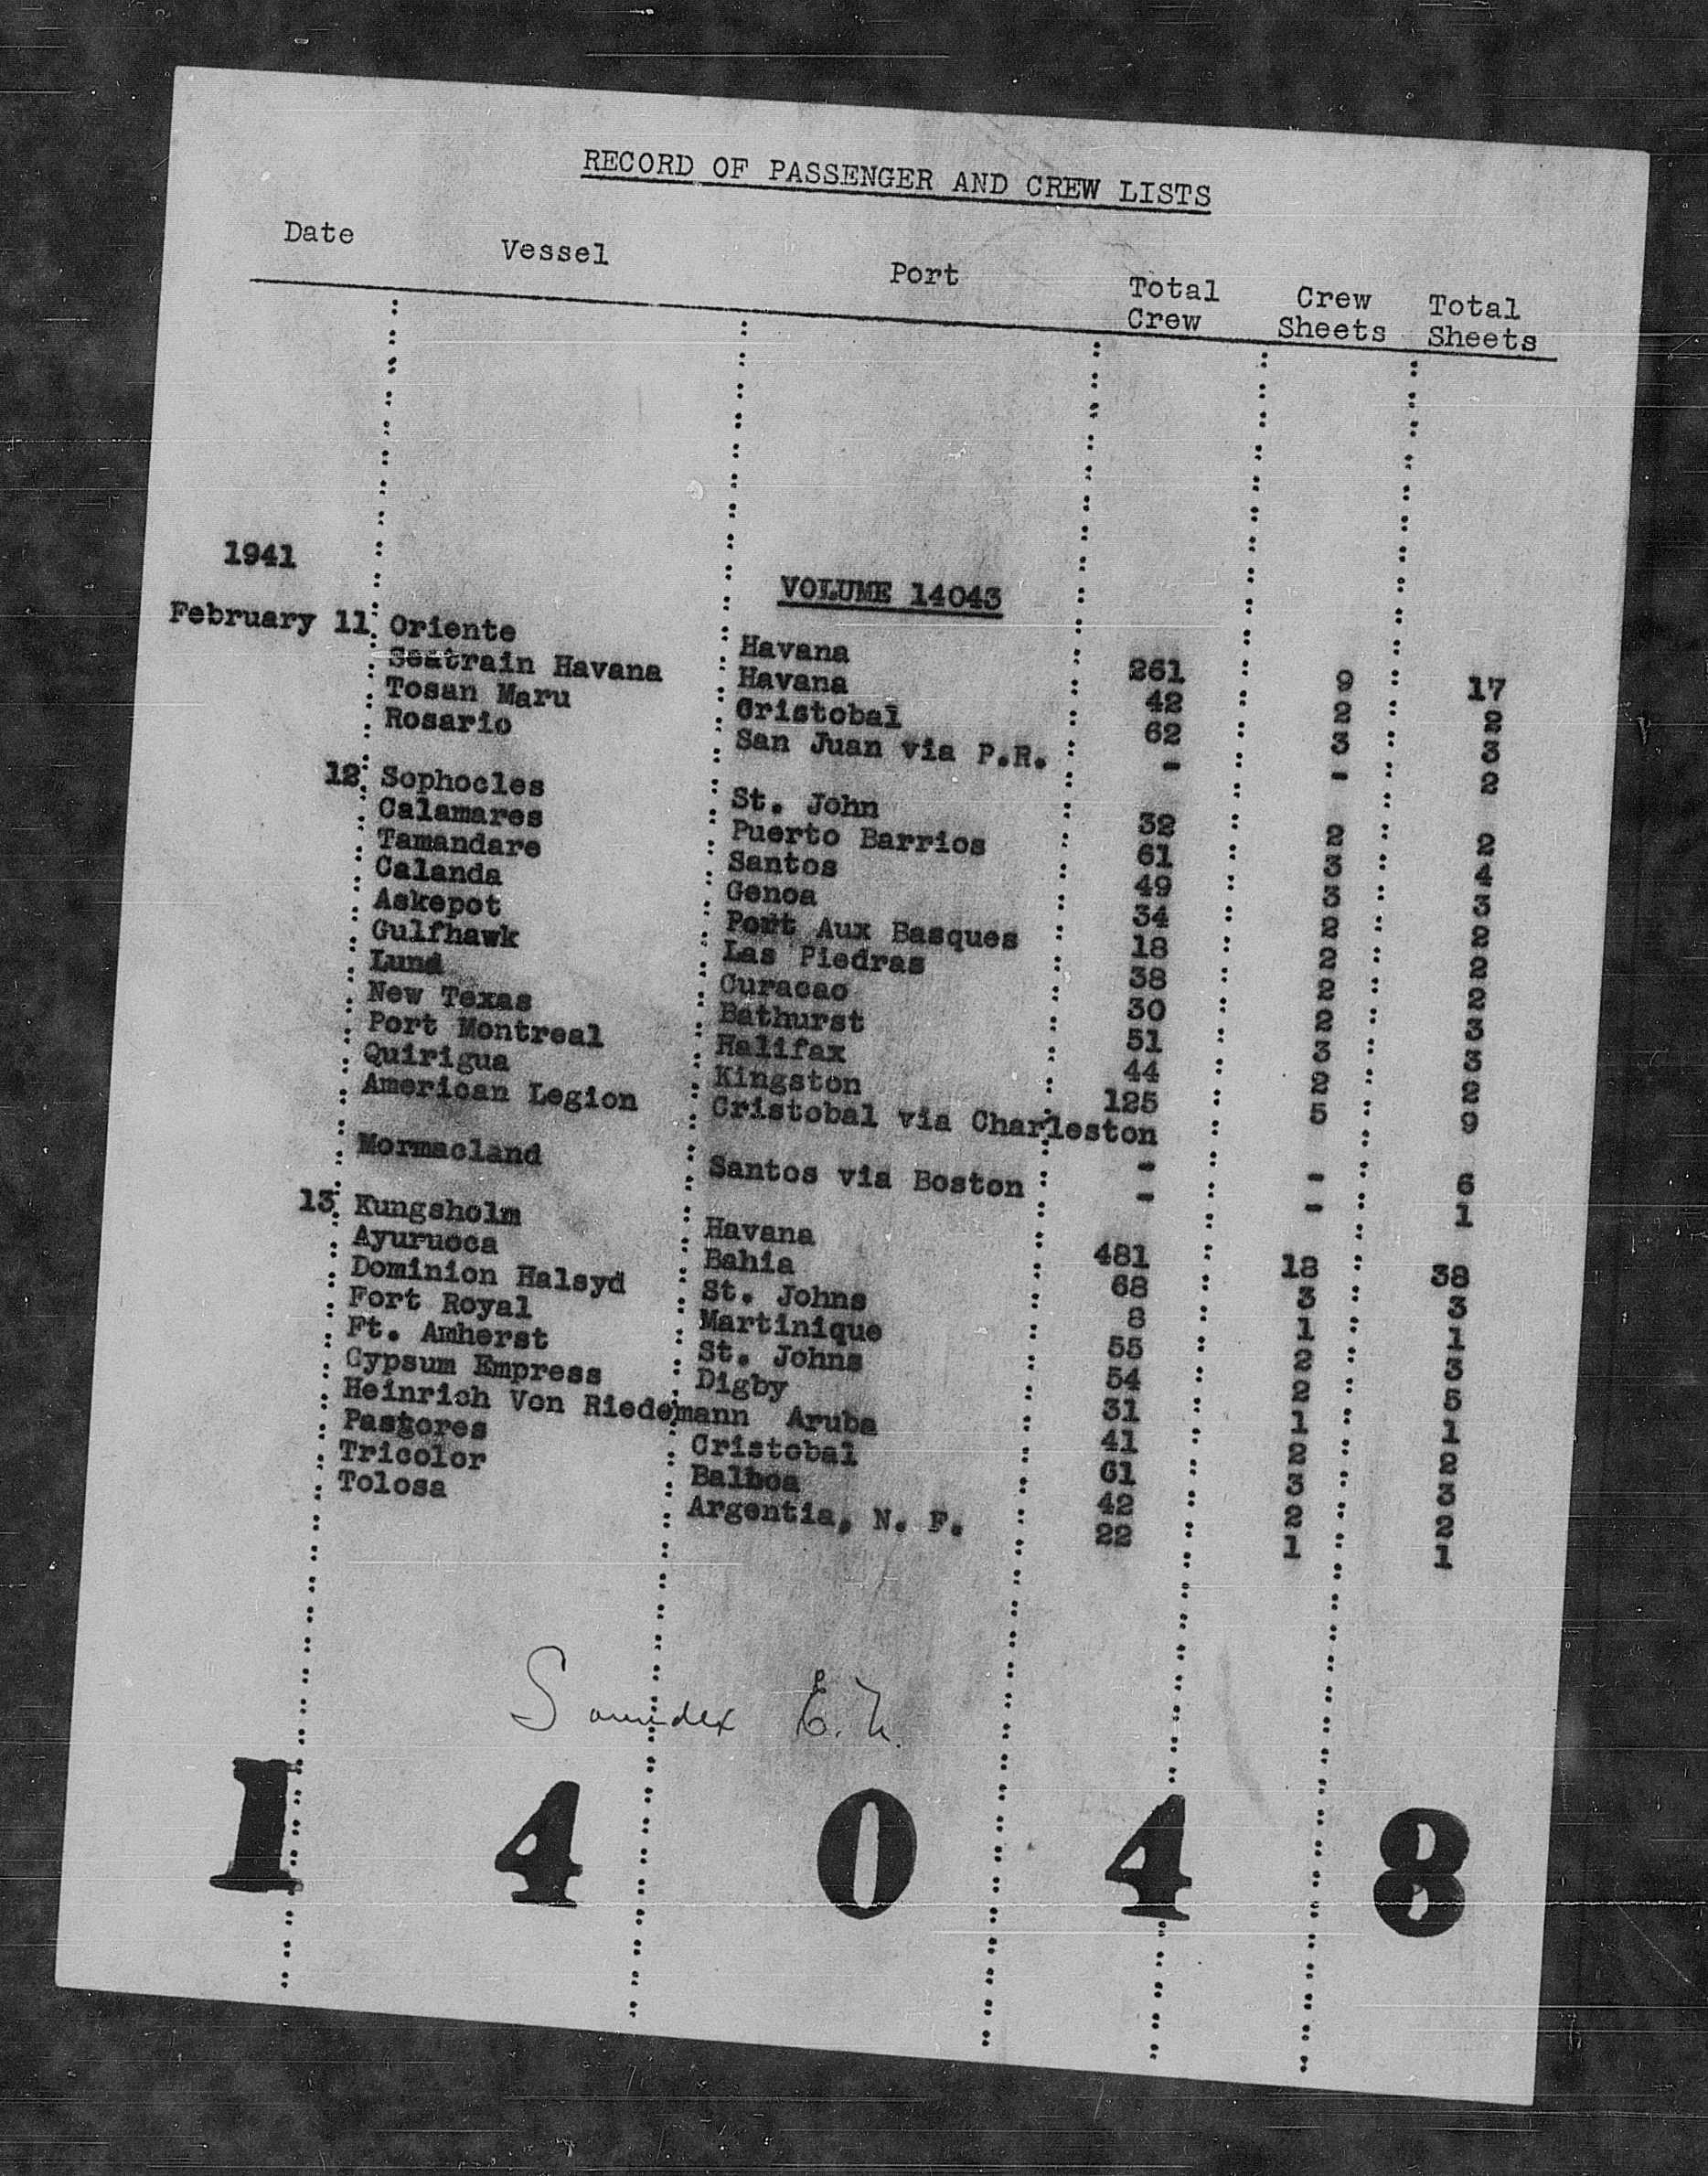 RECORD OF PASSENGER AND CREW LISTS
Date Vessel Port Total Crew Crew Sheets Total Sheets
1941
VOLUME 14043
February 11 Oriente Havana 261 9 17
Seatrain Havana Havana 42 2 2
Tosan Maru Cristobal 62 3 3
Rosario San Juan via P.R. - - 2
12 Sophocles St. John 32 2 2
Calamares Puerto Barrios 61 3 4
Tamandare Santos 49 3 3
Calanda Genoa 34 2 2
Askepot Port Aux Basques 18 2 2
Gulfhawk Las Piedras 38 2 2
Lund Curacao 30 2 3
New Texas Bathurst 51 3 3
Port Montreal Halifax 44 2 2
Quirigua Kingston 125 5 9
American Legion Cristobal via Charleston - - 6
Mormacland Santos via Boston - - 1
13 Kungsholm Havana 481 18 38
Ayuruoca Bahia 68 3 3
Dominion Halsyd St. Johns 8 1 1
Fort Royal Martinique 55 2 3
Ft. Amherst St. Johns 54 2 5
Gypsum Empress Digby 31 1 1
Heinrich Von Riedemann Aruba 41 2 2
Pastores Cristobal 61 3 3
Tricolor Balboa 42 2 2
Tolosa Argentia, N. F. 22 1 1
Soundex
14048